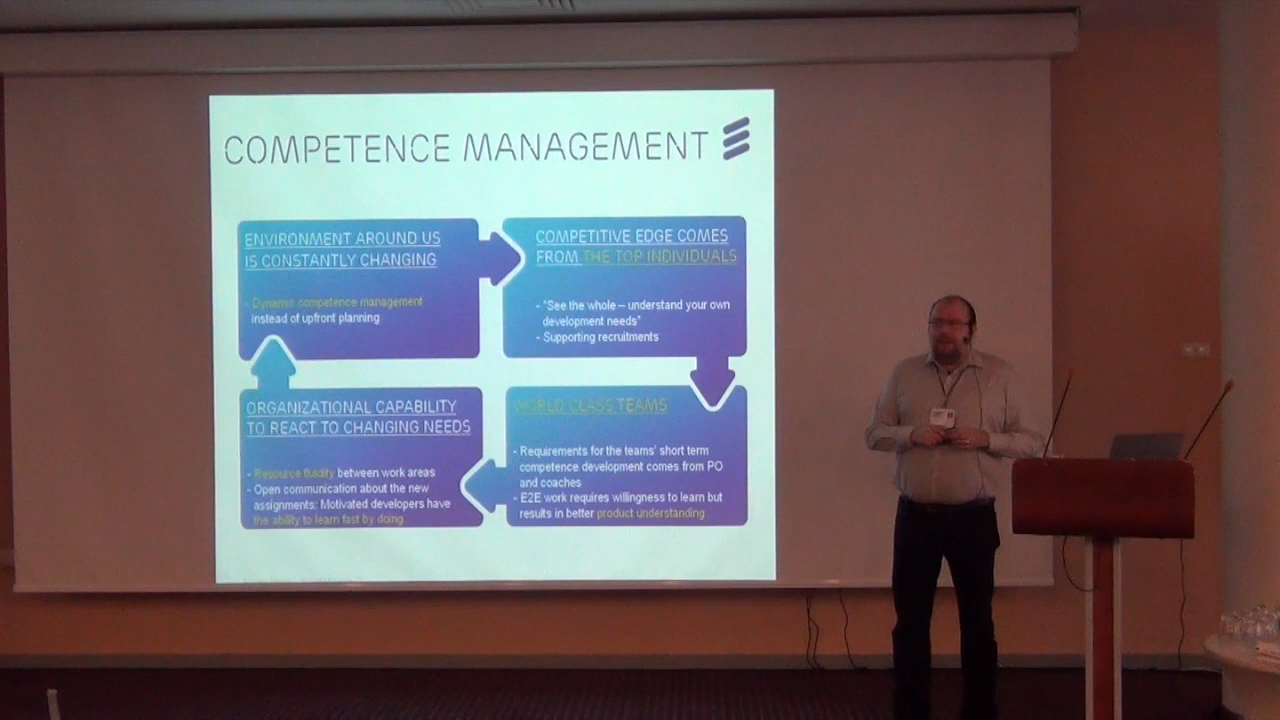 COMPETENCE MANAGEMENT
ENVIRONMENT AROUND US
IS CONSTANTLY CHANGING
- Dynamic competence management
instead of upfront planning
COMPETITIVE EDGE COMES
FROM THE TOP INDIVIDUALS
- "See the whole – understand your own
development needs"
- Supporting recruitments
ORGANIZATIONAL CAPABILITY
TO REACT TO CHANGING NEEDS
- Resource fluidity between work areas
- Open communication about the new
assignments: Motivated developers have
the ability to learn fast by doing
WORLD CLASS TEAMS
- Requirements for the teams' short term
competence development comes from PO
and coaches
- E2E work requires willingness to learn but
results in better product understanding